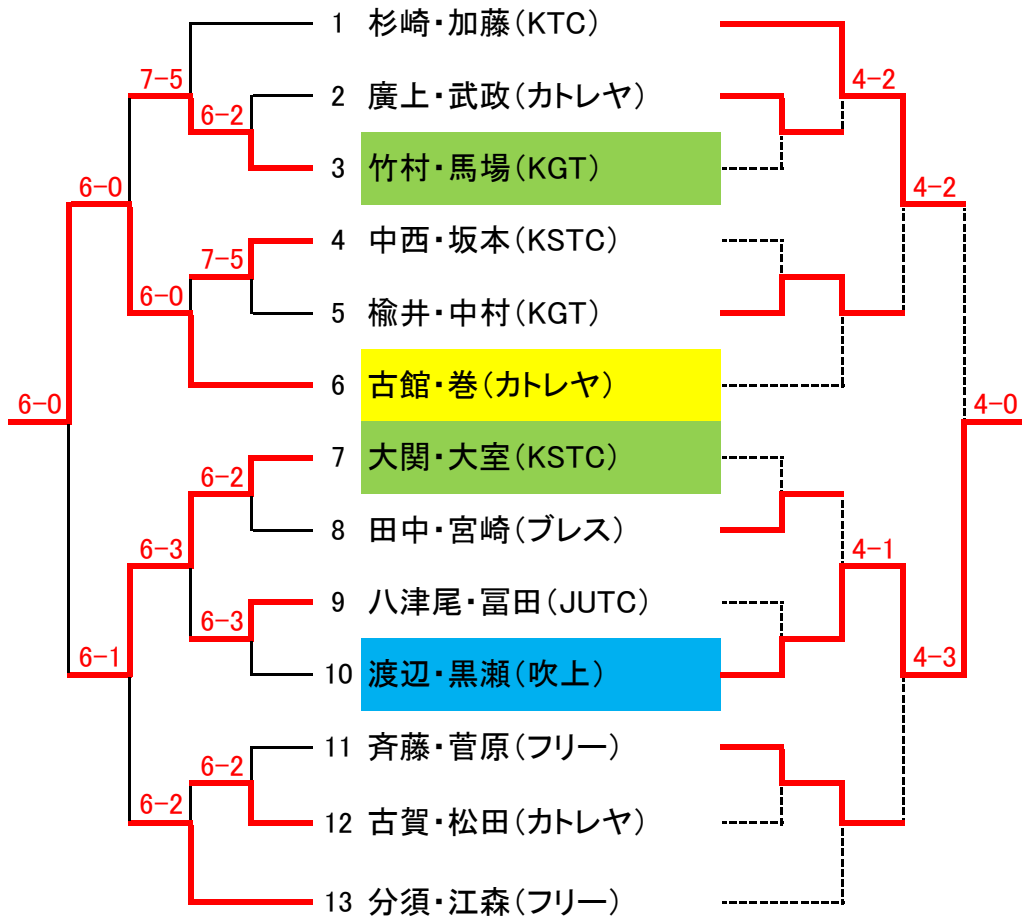 1 杉崎・加藤(KTC)
7-5 4-2
2 廣上・武政(カトレヤ)
6-2
3 竹村・馬場(KGT)
6-0 4-2
4 中西・坂本(KSTC)
7-5
6-0
5 楡井・中村(KGT)
6 古館・巻(カトレヤ)
6-0 4-0
7 大関・大室(KSTC)
6-2
8 田中・宮崎(ブレス)
6-3 4-1
9 八津尾・冨田(JUTC)
6-3
6-1 4-3
10 渡辺・黒瀬(吹上)
11 斉藤・菅原(フリー)
6-2
6-2
12 古賀・松田(カトレヤ)
13 分須・江森(フリー)